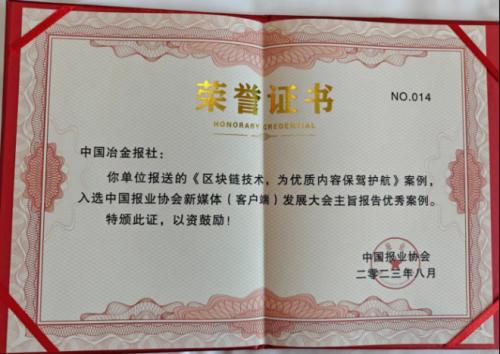 荣誉证书
HONORARY CREDENTIAL
NO.014
中国冶金报社：
你单位报送的《区块链技术，为优质内容保驾护航》案例，
入选中国报业协会新媒体（客户端）发展大会主旨报告优秀案例。
特颁此证，以资鼓励！
中国报业协会
二〇二三年八月